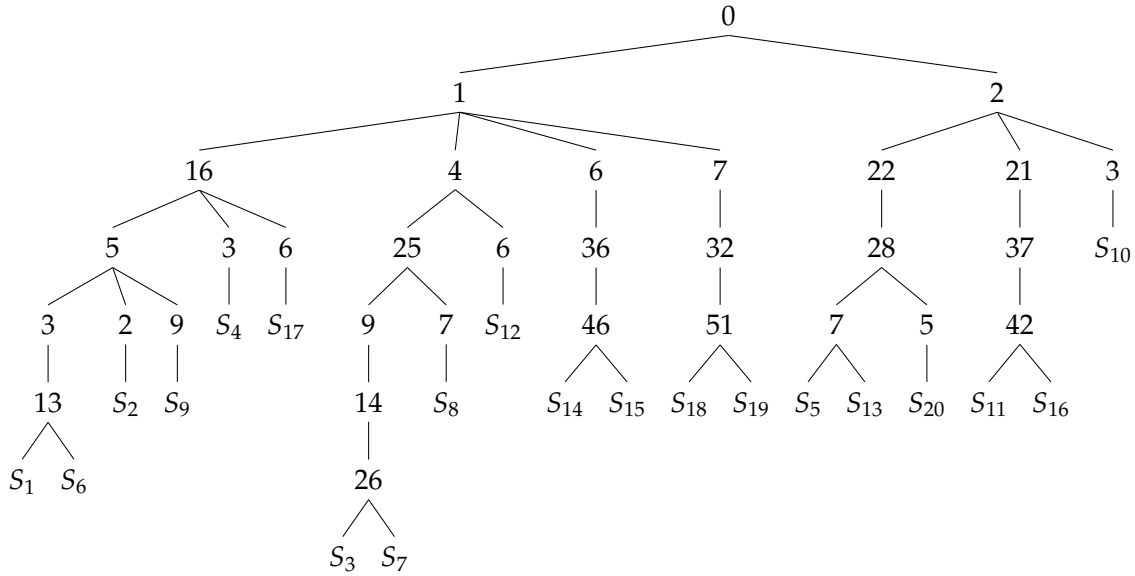 0
1 2
16 4 6 7 22 21 3
5 3 6 25 6 36 32 28 37 S₁₀
3 2 9 S₄ S₁₇ 9 7 S₁₂ 46 51 7 5 42
13 S₂ S₉ 14 S₈ S₁₄ S₁₅ S₁₈ S₁₉ S₅ S₁₃ S₂₀ S₁₁ S₁₆
S₁ S₆ 26
S₃ S₇